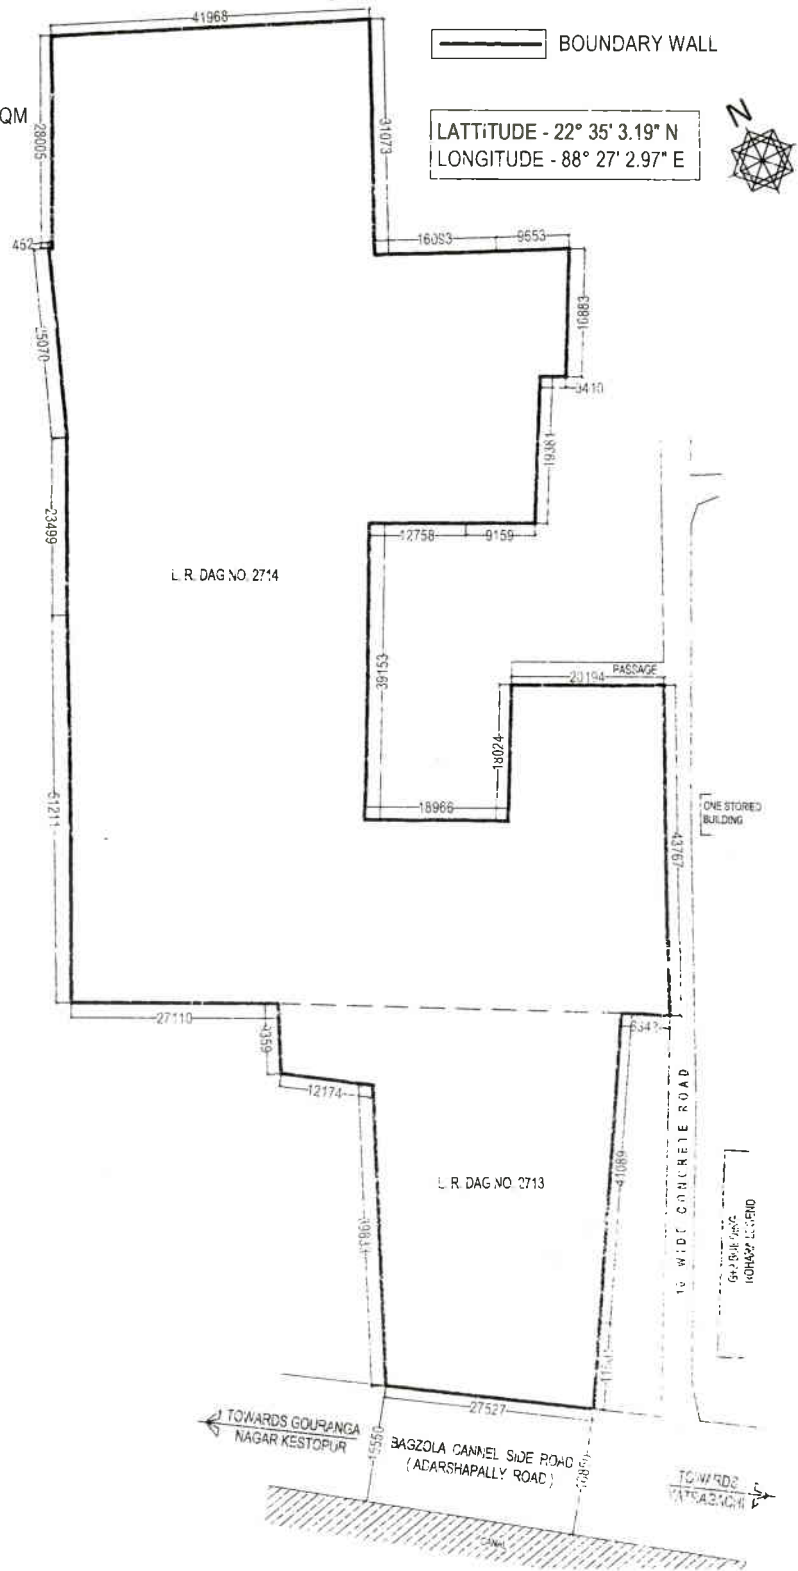 41968
BOUNDARY WALL
QM
28005
31073
LATTITUDE - 22° 35' 3.19" N
LONGITUDE - 88° 27' 2.97" E
N
452
16093
9553
16883
3410
19381
23499
12758
9159
L. R. DAG NO. 2714
39153
PASSAGE
20194
18024
18966
51211
ONE STORIED
BUILDING
43767
27110
12174
L. R. DAG NO. 2713
41089
WIDE CONCRETE ROAD
27527
15550
TOWARDS GOURANGA
NAGAR KESTOPUR
BAGZOLA CANNEL SIDE ROAD
(ADARSHAPALLY ROAD)
TOWARDS
CANAL